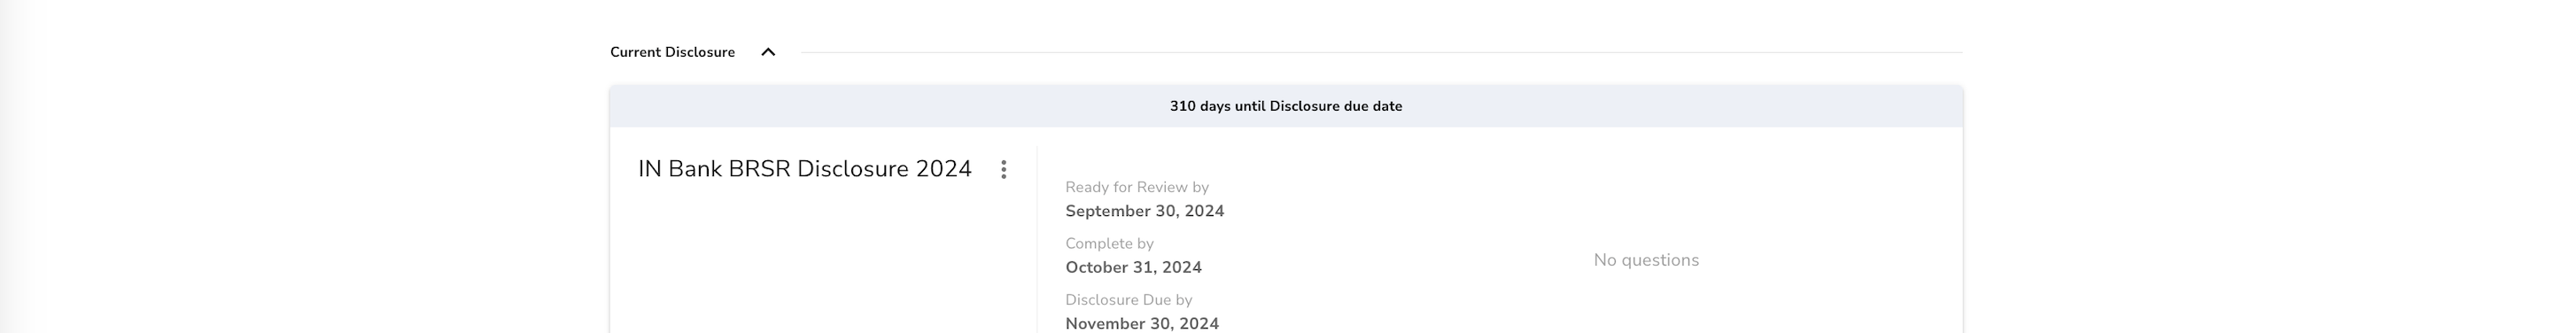 Current Disclosure
310 days until Disclosure due date
IN Bank BRSR Disclosure 2024
Ready for Review by
September 30, 2024
Complete by
October 31, 2024
Disclosure Due by
November 30, 2024
No questions